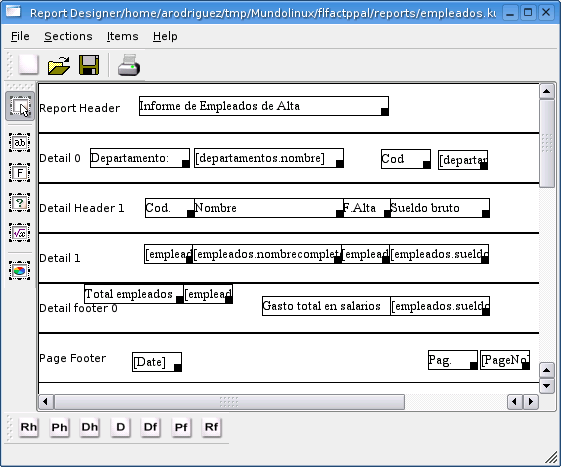 Report Designer/home/arodriguez/tmp/Mundolinux/flfactppal/reports/empleados.ku
File Sections Items Help
Report Header Informe de Empleados de Alta
ab
Detail 0 Departamento: [departamentos.nombre] Cod [departar
F
?
Detail Header 1 Cod. Nombre F.Alta Sueldo bruto
√x
Detail 1 [emplead [empleados.nombrecomplet [emplead [empleados.sueldo
Total empleados [emplead
Detail footer 0 Gasto total en salarios [empleados.sueldo
Page Footer [Date] Pag. [PageNo]
Rh Ph Dh D Df Pf Rf